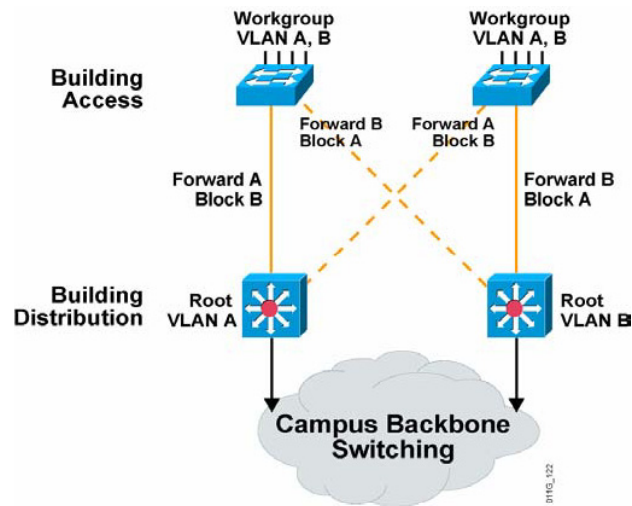 Workgroup
VLAN A, B
Workgroup
VLAN A, B
Building
Access
Forward B
Block A
Forward A
Block B
Forward A
Block B
Forward B
Block A
Building
Distribution
Root
VLAN A
Root
VLAN B
Campus Backbone
Switching
011G_122